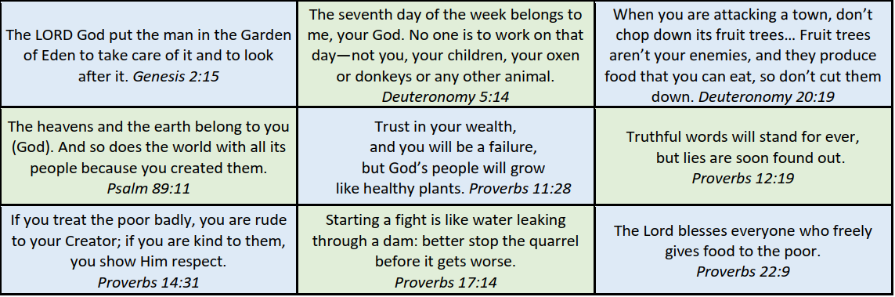 The LORD God put the man in the Garden
of Eden to take care of it and to look
after it. Genesis 2:15
The seventh day of the week belongs to
me, your God. No one is to work on that
day—not you, your children, your oxen
or donkeys or any other animal.
Deuteronomy 5:14
When you are attacking a town, don’t
chop down its fruit trees… Fruit trees
aren’t your enemies, and they produce
food that you can eat, so don’t cut them
down. Deuteronomy 20:19
The heavens and the earth belong to you
(God). And so does the world with all its
people because you created them.
Psalm 89:11
Trust in your wealth,
and you will be a failure,
but God’s people will grow
like healthy plants. Proverbs 11:28
Truthful words will stand for ever,
but lies are soon found out.
Proverbs 12:19
If you treat the poor badly, you are rude
to your Creator; if you are kind to them,
you show Him respect.
Proverbs 14:31
Starting a fight is like water leaking
through a dam: better stop the quarrel
before it gets worse.
Proverbs 17:14
The Lord blesses everyone who freely
gives food to the poor.
Proverbs 22:9